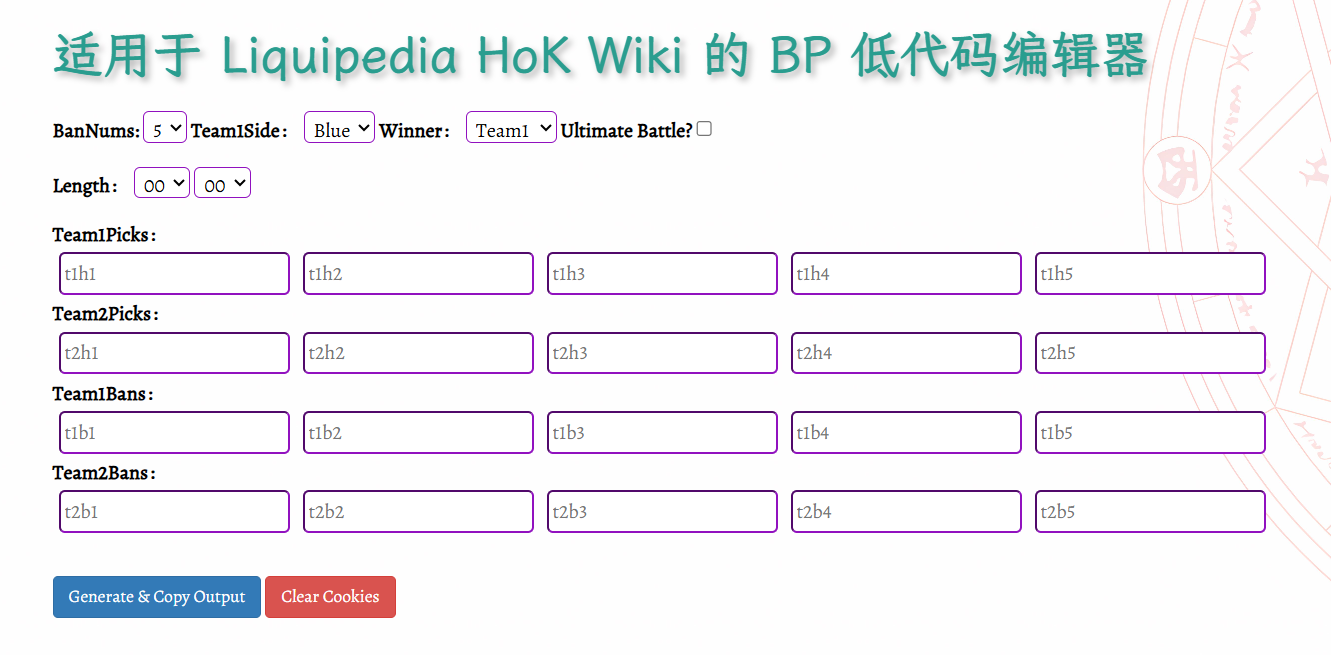 适用于 Liquipedia HoK Wiki 的 BP 低代码编辑器
BanNums: 5 Team1Side: Blue Winner: Team1 Ultimate Battle?
Length: 00 00
Team1Picks:
t1h1 t1h2 t1h3 t1h4 t1h5
Team2Picks:
t2h1 t2h2 t2h3 t2h4 t2h5
Team1Bans:
t1b1 t1b2 t1b3 t1b4 t1b5
Team2Bans:
t2b1 t2b2 t2b3 t2b4 t2b5
Generate & Copy Output Clear Cookies